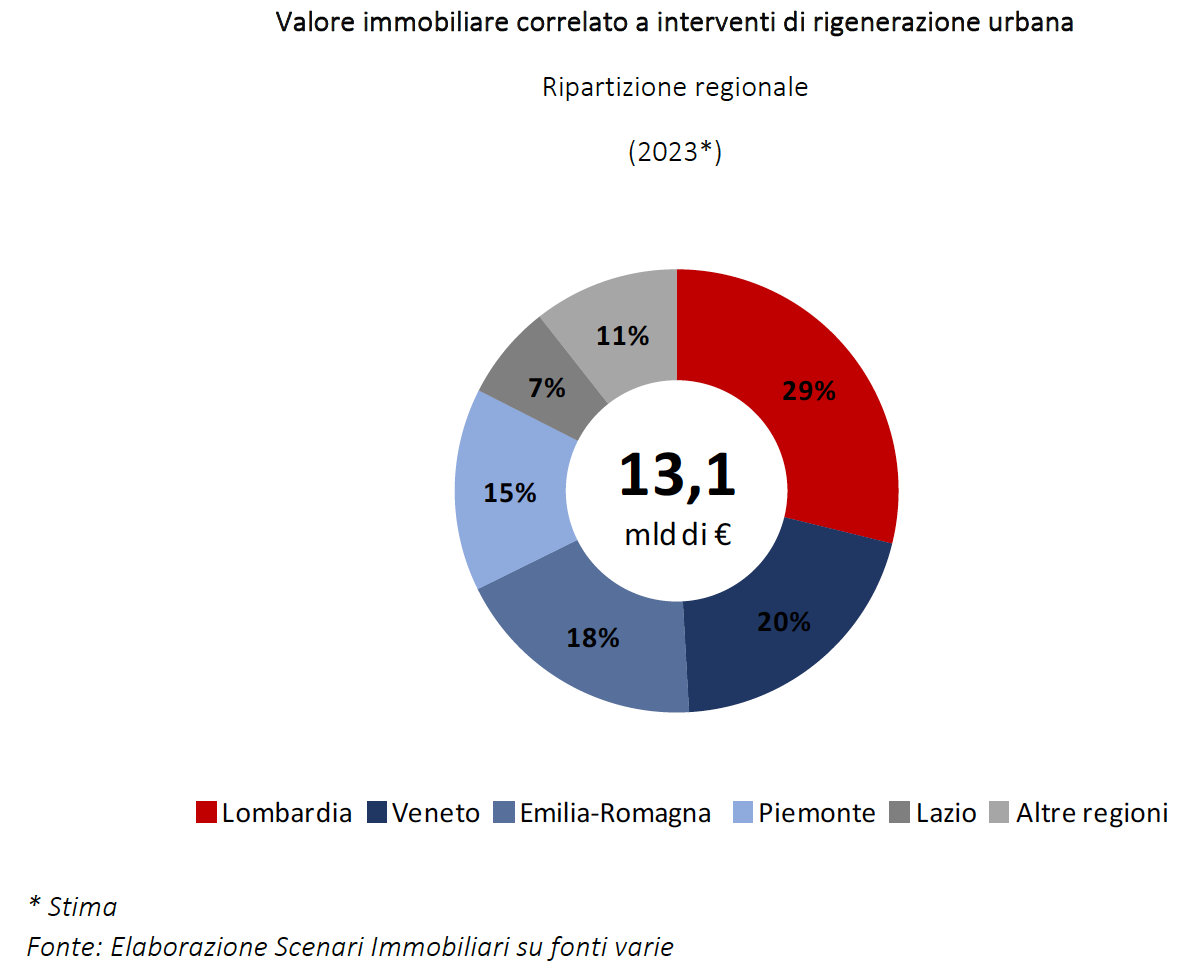 Valore immobiliare correlato a interventi di rigenerazione urbana
Ripartizione regionale
(2023*)
11%
29%
7%
15%
13,1
mld di €
20%
18%
Lombardia Veneto Emilia-Romagna Piemonte Lazio Altre regioni
* Stima
Fonte: Elaborazione Scenari Immobiliari su fonti varie